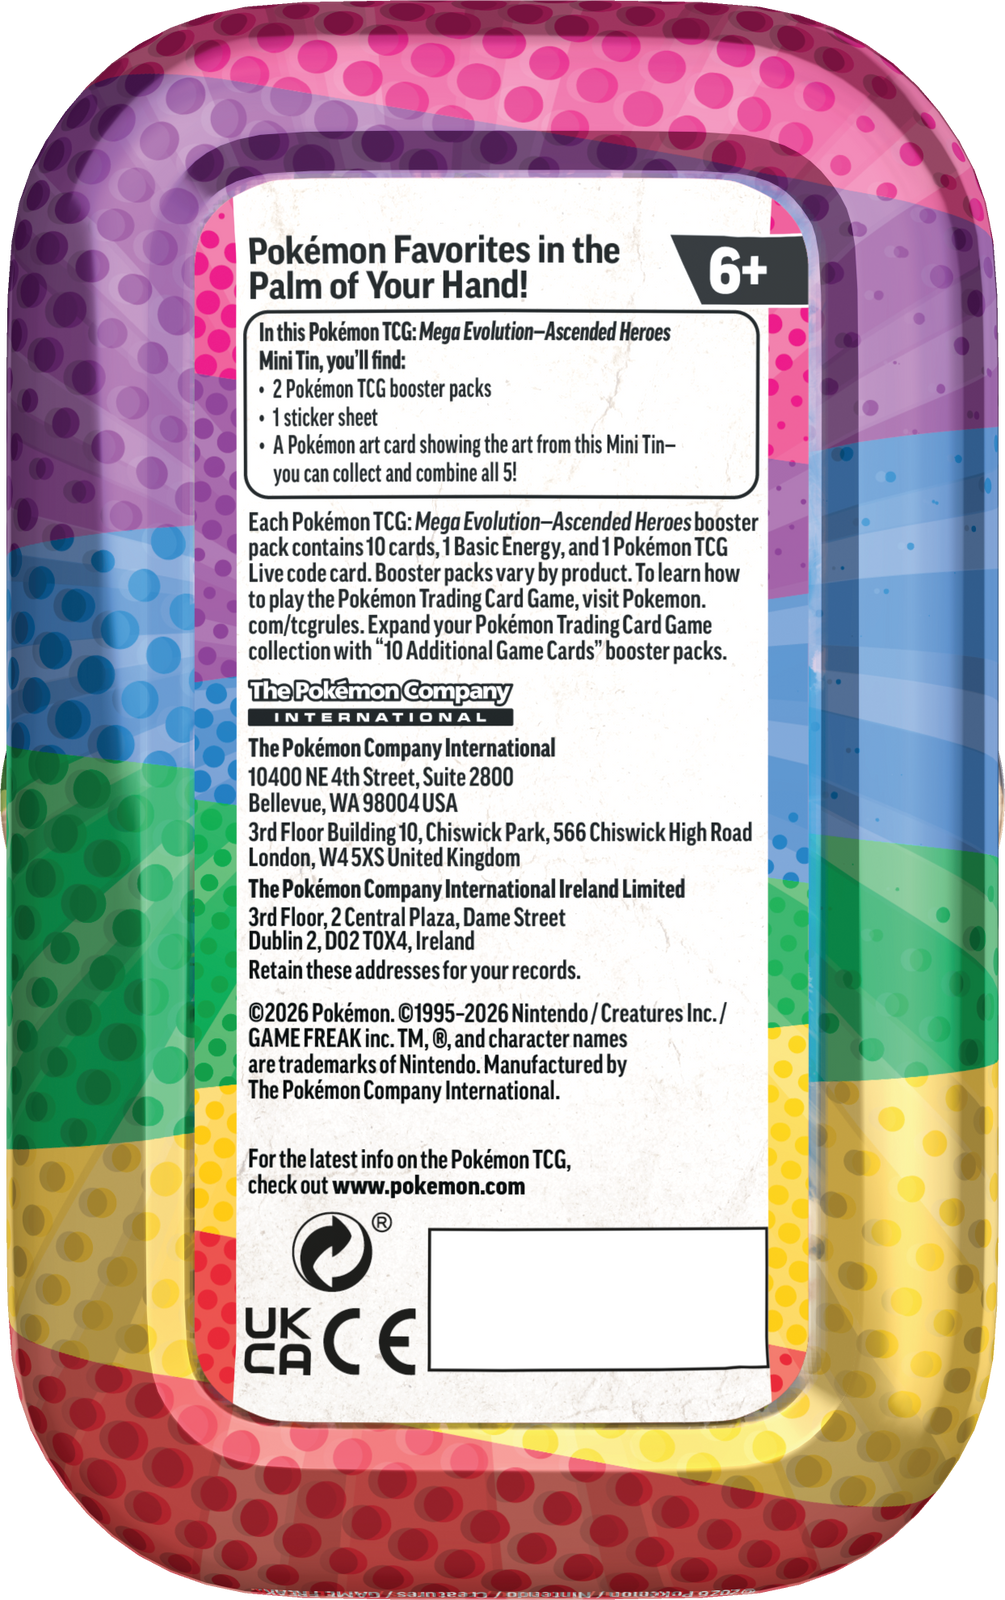 Pokémon Favorites in the
Palm of Your Hand!
6+
In this Pokémon TCG: Mega Evolution—Ascended Heroes
Mini Tin, you'll find:
• 2 Pokémon TCG booster packs
• 1 sticker sheet
• A Pokémon art card showing the art from this Mini Tin—
you can collect and combine all 5!
Each Pokémon TCG: Mega Evolution—Ascended Heroes booster
pack contains 10 cards, 1 Basic Energy, and 1 Pokémon TCG
Live code card. Booster packs vary by product. To learn how
to play the Pokémon Trading Card Game, visit Pokemon.
com/tcgrules. Expand your Pokémon Trading Card Game
collection with “10 Additional Game Cards” booster packs.
The Pokémon Company
INTERNATIONAL
The Pokémon Company International
10400 NE 4th Street, Suite 2800
Bellevue, WA 98004 USA
3rd Floor Building 10, Chiswick Park, 566 Chiswick High Road
London, W4 5XS United Kingdom
The Pokémon Company International Ireland Limited
3rd Floor, 2 Central Plaza, Dame Street
Dublin 2, D02 T0X4, Ireland
Retain these addresses for your records.
©2026 Pokémon. ©1995–2026 Nintendo / Creatures Inc. /
GAME FREAK inc. TM, ®, and character names
are trademarks of Nintendo. Manufactured by
The Pokémon Company International.
For the latest info on the Pokémon TCG,
check out www.pokemon.com
®
UK
CA
CE
©2026 Pokémon / Nintendo / Creatures / GAME FREAK